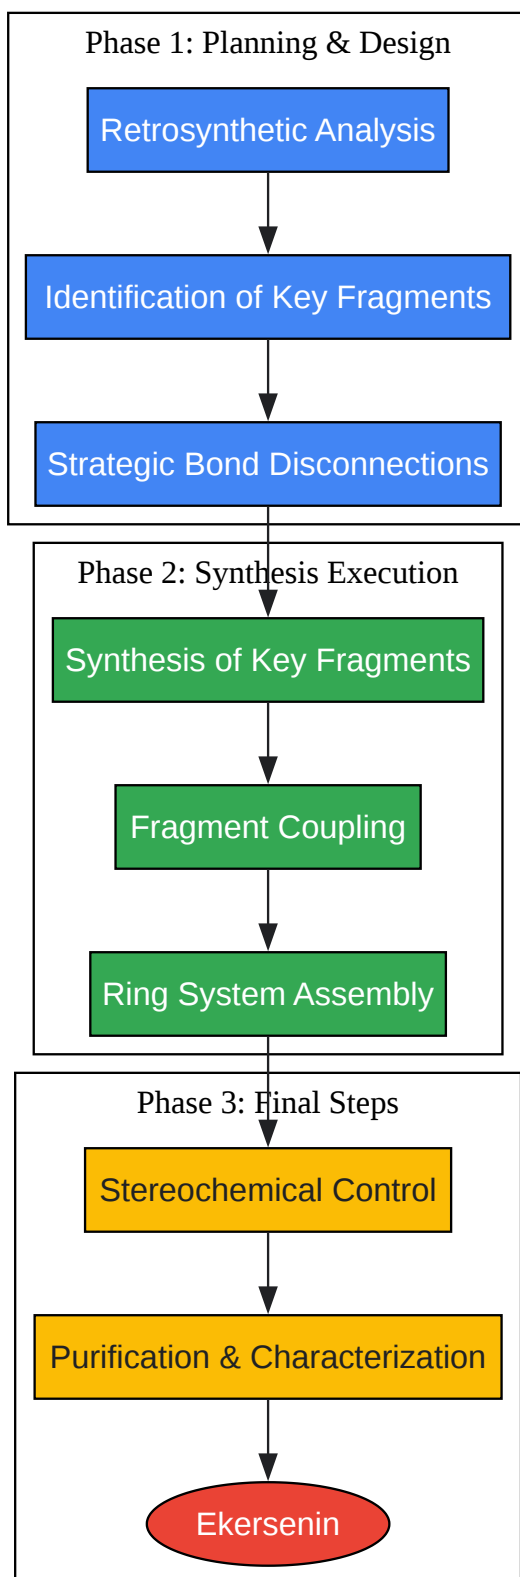 Phase 1: Planning & Design
Retrosynthetic Analysis
Identification of Key Fragments
Strategic Bond Disconnections
Phase 2: Synthesis Execution
Synthesis of Key Fragments
Fragment Coupling
Ring System Assembly
Phase 3: Final Steps
Stereochemical Control
Purification & Characterization
Ekersenin